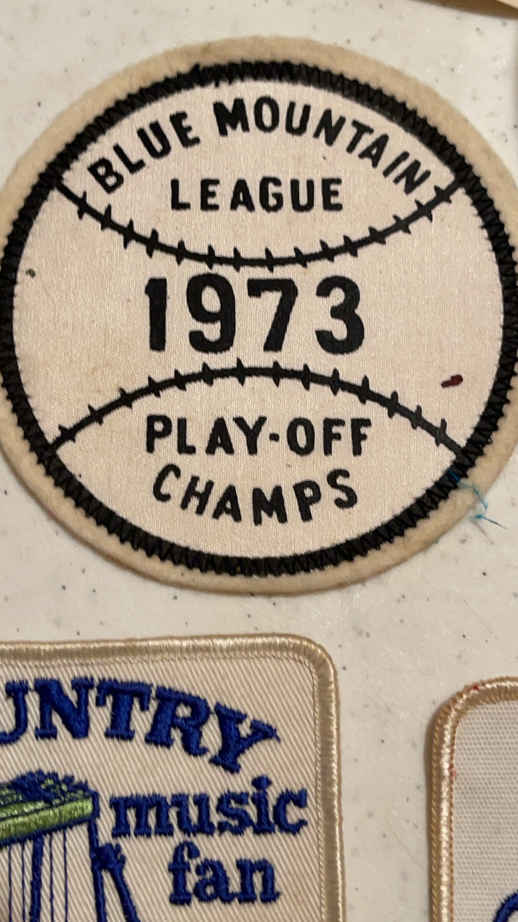 BLUE MOUNTAIN
LEAGUE
1973
PLAY-OFF
CHAMPS
UNTRY
music
fan